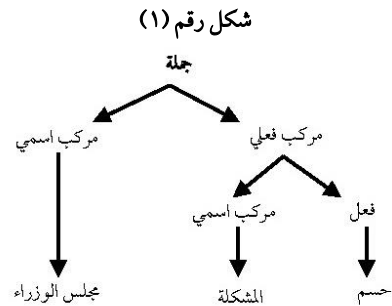 شكل رقم (١)
جملة
مركب فعلي
مركب اسمي
فعل
مركب اسمي
حسم
المشكلة
مجلس الوزراء